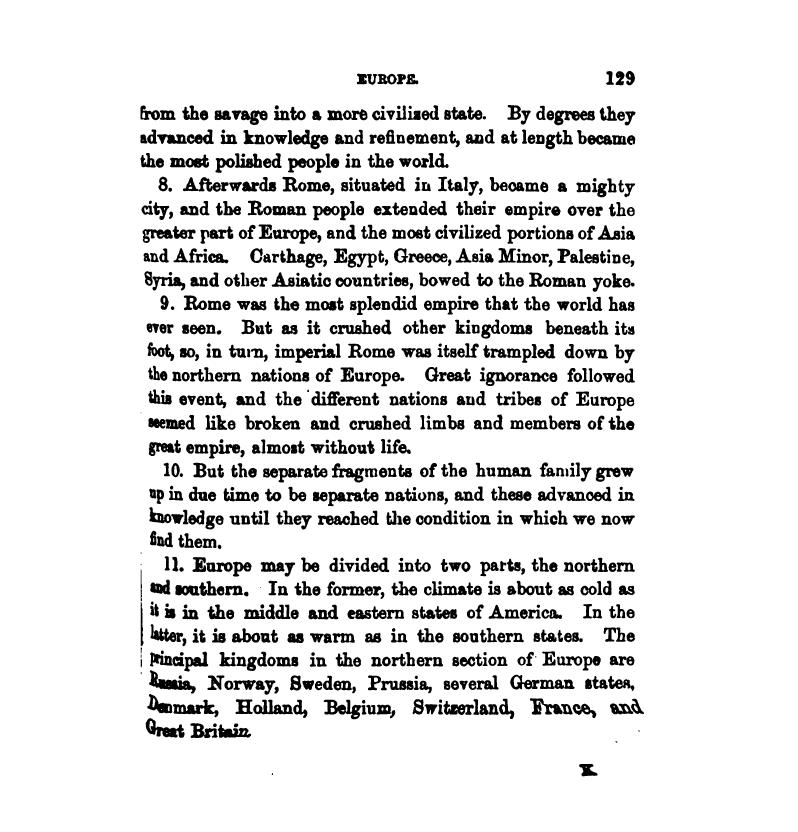 EUROPE. 129
from the savage into a more civilized state. By degrees they
advanced in knowledge and refinement, and at length became
the most polished people in the world.
8. Afterwards Rome, situated in Italy, became a mighty
city, and the Roman people extended their empire over the
greater part of Europe, and the most civilized portions of Asia
and Africa. Carthage, Egypt, Greece, Asia Minor, Palestine,
Syria, and other Asiatic countries, bowed to the Roman yoke.
9. Rome was the most splendid empire that the world has
ever seen. But as it crushed other kingdoms beneath its
foot, so, in turn, imperial Rome was itself trampled down by
the northern nations of Europe. Great ignorance followed
this event, and the different nations and tribes of Europe
seemed like broken and crushed limbs and members of the
great empire, almost without life.
10. But the separate fragments of the human family grew
up in due time to be separate nations, and these advanced in
knowledge until they reached the condition in which we now
find them.
11. Europe may be divided into two parts, the northern
and southern. In the former, the climate is about as cold as
it is in the middle and eastern states of America. In the
latter, it is about as warm as in the southern states. The
principal kingdoms in the northern section of Europe are
Russia, Norway, Sweden, Prussia, several German states,
Denmark, Holland, Belgium, Switzerland, France, and
Great Britain.